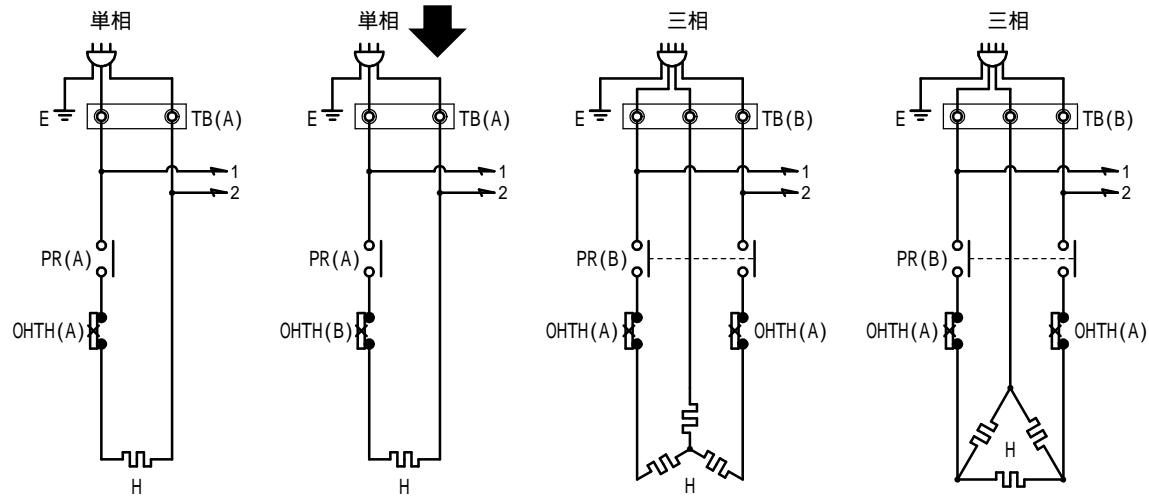 単相
単相
三相
三相
E
TB(A)
E
TB(A)
E
TB(B)
E
TB(B)
1
1
1
1
2
2
2
2
PR(A)
PR(A)
PR(B)
PR(B)
OHTH(A)
OHTH(B)
OHTH(A)
OHTH(A)
OHTH(A)
OHTH(A)
H
H
H
H